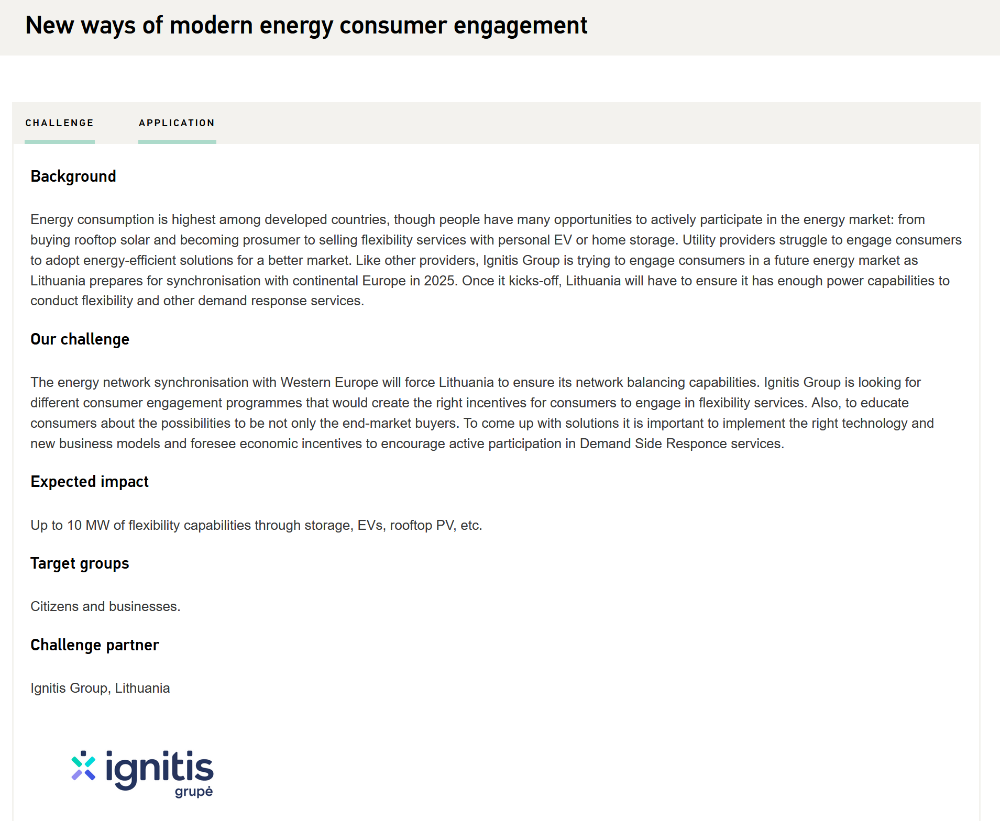 New ways of modern energy consumer engagement
CHALLENGE
APPLICATION
Background
Energy consumption is highest among developed countries, though people have many opportunities to actively participate in the energy market: from
buying rooftop solar and becoming prosumer to selling flexibility services with personal EV or home storage. Utility providers struggle to engage consumers
to adopt energy-efficient solutions for a better market. Like other providers, Ignitis Group is trying to engage consumers in a future energy market as
Lithuania prepares for synchronisation with continental Europe in 2025. Once it kicks-off, Lithuania will have to ensure it has enough power capabilities to
conduct flexibility and other demand response services.
Our challenge
The energy network synchronisation with Western Europe will force Lithuania to ensure its network balancing capabilities. Ignitis Group is looking for
different consumer engagement programmes that would create the right incentives for consumers to engage in flexibility services. Also, to educate
consumers about the possibilities to be not only the end-market buyers. To come up with solutions it is important to implement the right technology and
new business models and foresee economic incentives to encourage active participation in Demand Side Responce services.
Expected impact
Up to 10 MW of flexibility capabilities through storage, EVs, rooftop PV, etc.
Target groups
Citizens and businesses.
Challenge partner
Ignitis Group, Lithuania
ignitis
grupė